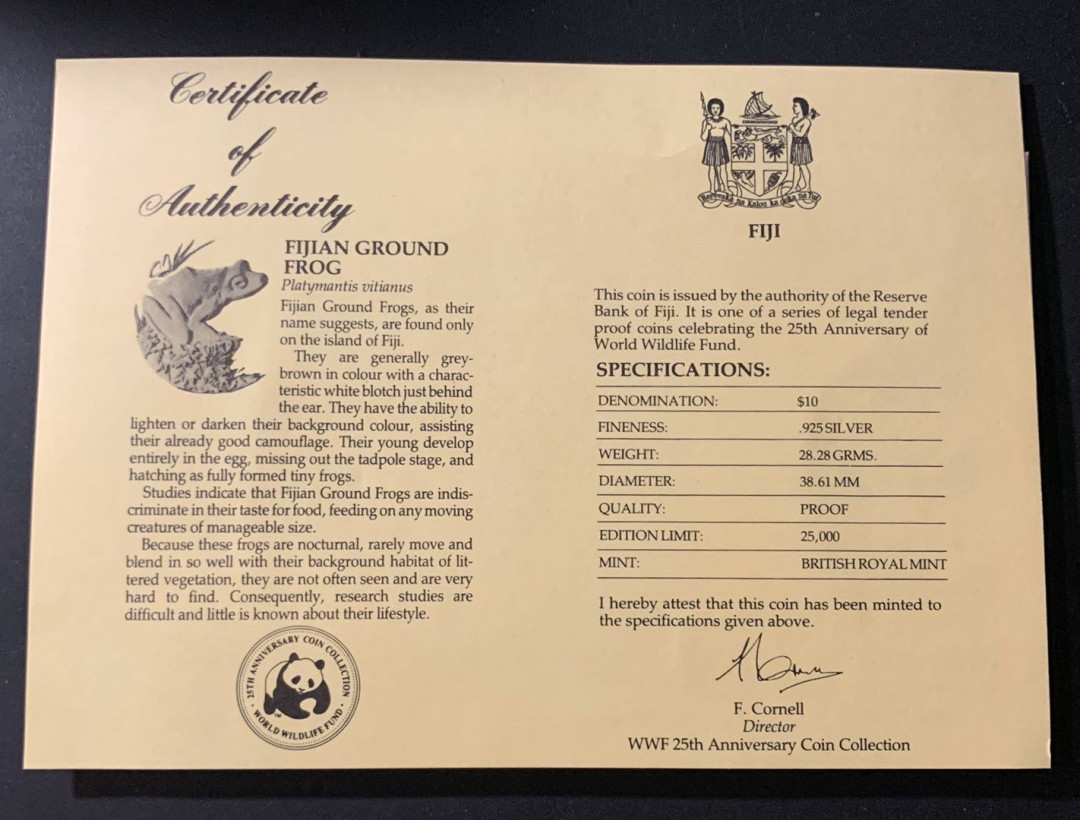 Certificate
of
Authenticity
FIJIAN GROUND
FROG
Platymantis vitianus
Fijian Ground Frogs, as their
name suggests, are found only
on the island of Fiji.
They are generally grey-
brown in colour with a charac-
teristic white blotch just behind
the ear. They have the ability to
lighten or darken their background colour, assisting
their already good camouflage. Their young develop
entirely in the egg, missing out the tadpole stage, and
hatching as fully formed tiny frogs.
Studies indicate that Fijian Ground Frogs are indis-
criminate in their taste for food, feeding on any moving
creatures of manageable size.
Because these frogs are nocturnal, rarely move and
blend in so well with their background habitat of lit-
tered vegetation, they are not often seen and are very
hard to find. Consequently, research studies are
difficult and little is known about their lifestyle.
25TH ANNIVERSARY COIN COLLECTION
· WORLD WILDLIFE FUND ·
TM
Rerevaka na Kalou ka doka na Tui
FIJI
This coin is issued by the authority of the Reserve
Bank of Fiji. It is one of a series of legal tender
proof coins celebrating the 25th Anniversary of
World Wildlife Fund.
SPECIFICATIONS:
DENOMINATION: $10
FINENESS: .925 SILVER
WEIGHT: 28.28 GRMS.
DIAMETER: 38.61 MM
QUALITY: PROOF
EDITION LIMIT: 25,000
MINT: BRITISH ROYAL MINT
I hereby attest that this coin has been minted to
the specifications given above.
F. Cornell
Director
WWF 25th Anniversary Coin Collection